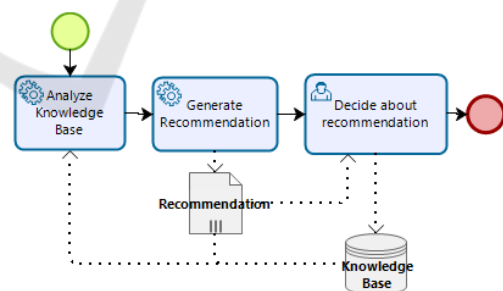 Analyze
Knowledge
Base
Generate
Recommendation
Decide about
recommendation
Recommendation
Knowledge
Base